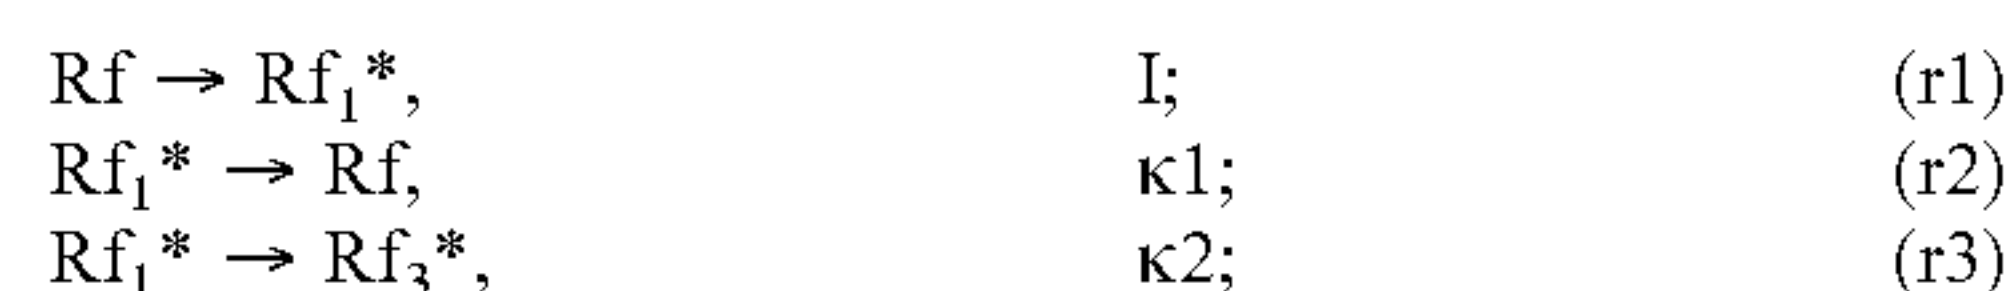 Rf → Rf₁*, I; (r1)
Rf₁* → Rf, κ1; (r2)
Rf₁* → Rf₃*, κ2; (r3)